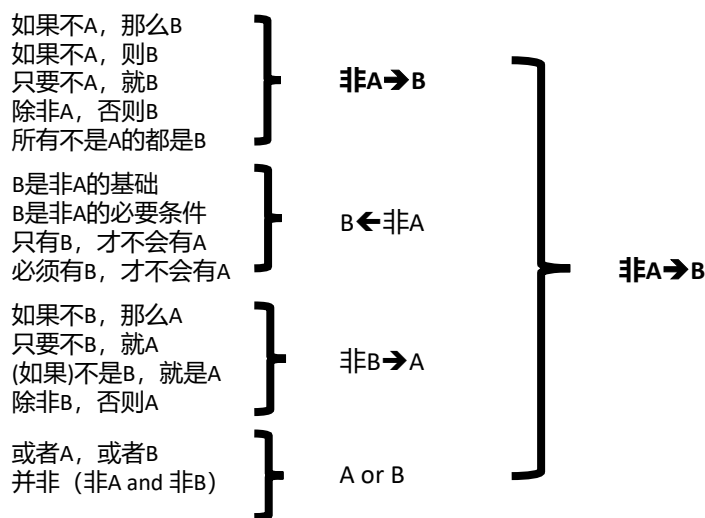 如果不A，那么B
如果不A，则B
只要不A，就B
除非A，否则B
所有不是A的都是B
非A➔B
B是非A的基础
B是非A的必要条件
只有B，才不会有A
必须有B，才不会有A
B🡸非A
非A➔B
如果不B，那么A
只要不B，就A
(如果)不是B，就是A
除非B，否则A
非B➔A
或者A，或者B
并非（非A and 非B）
A or B